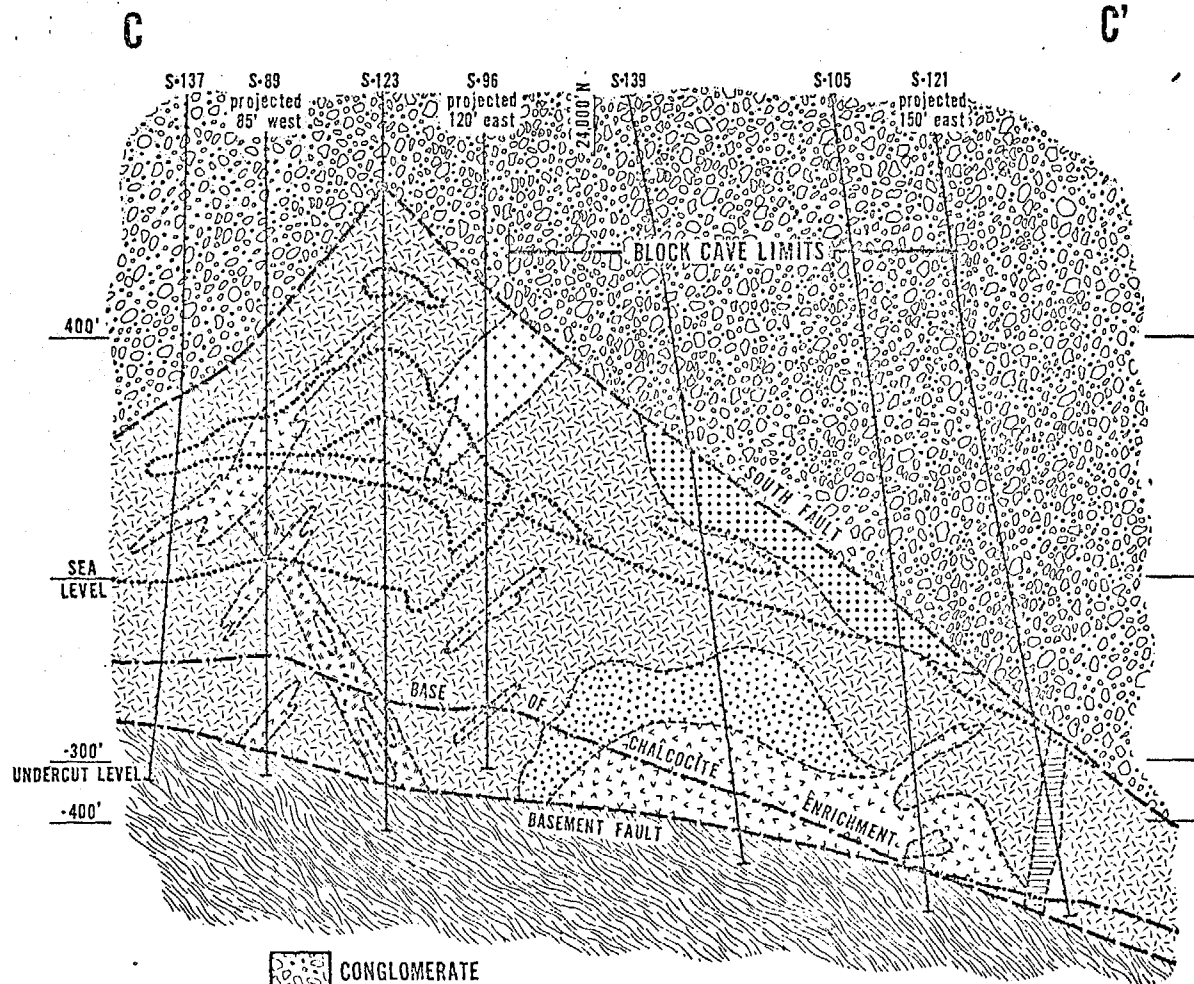 C
C'
S·137
S·89
projected
85' west
S·123
S·96
projected
120' east
24,000'N
S·139
S·105
S·121
projected
150' east
BLOCK CAVE LIMITS
400'
SOUTH FAULT
SEA
LEVEL
BASE OF CHALCOCITE ENRICHMENT
-300'
UNDERCUT LEVEL
-400'
BASEMENT FAULT
CONGLOMERATE